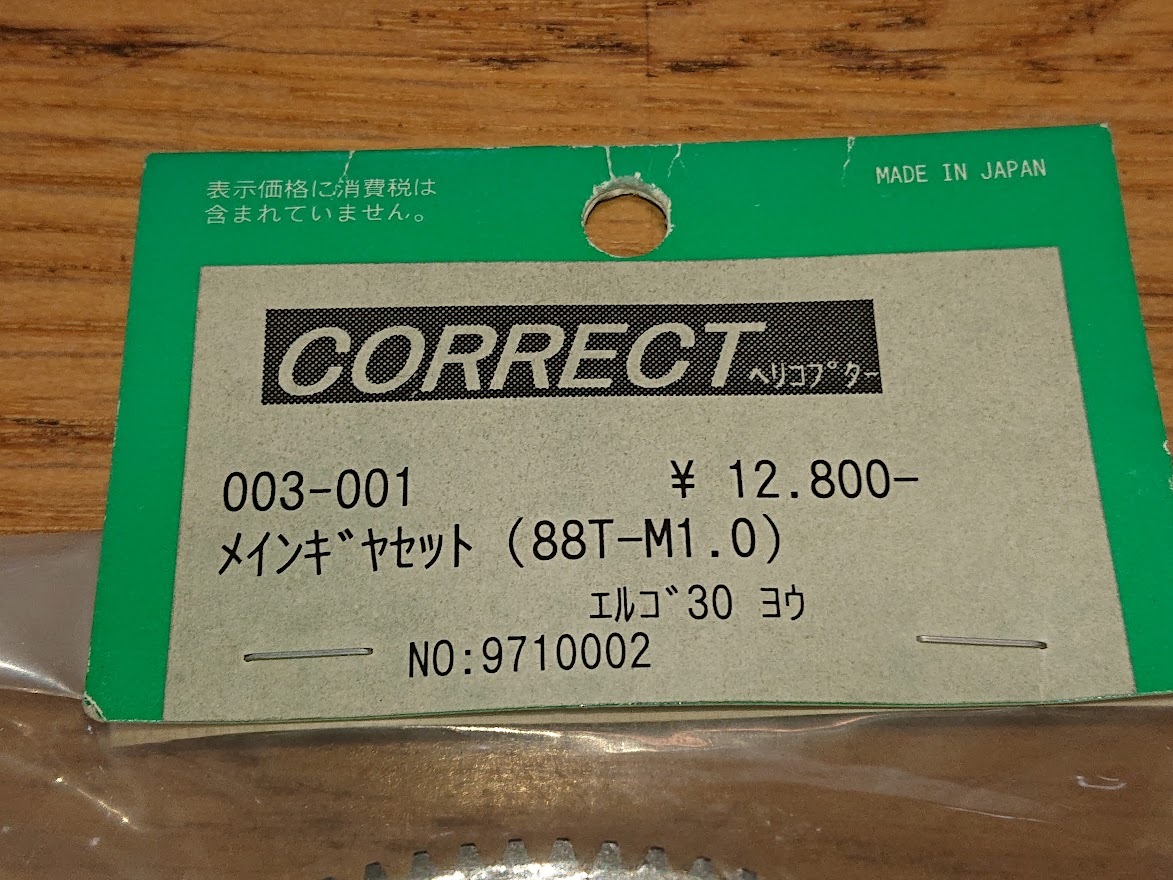 表示価格に消費税は
含まれていません。
MADE IN JAPAN
CORRECT ﾍﾘｺﾌﾟﾀｰ
003-001 ¥ 12.800-
ﾒｲﾝｷﾞﾔｾｯﾄ (88T-M1.0)
ｴﾙｺﾞ30 ﾖｳ
NO:9710002